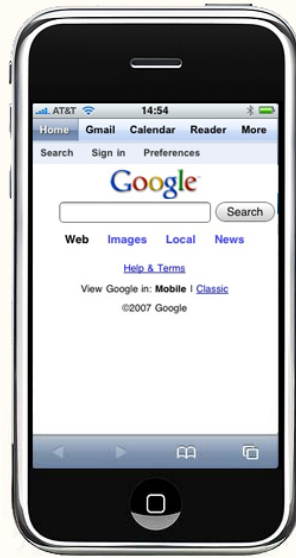 AT&T 14:54
Home Gmail Calendar Reader More
Search Sign in Preferences
Google
Search
Web Images Local News
Help & Terms
View Google in: Mobile | Classic
©2007 Google